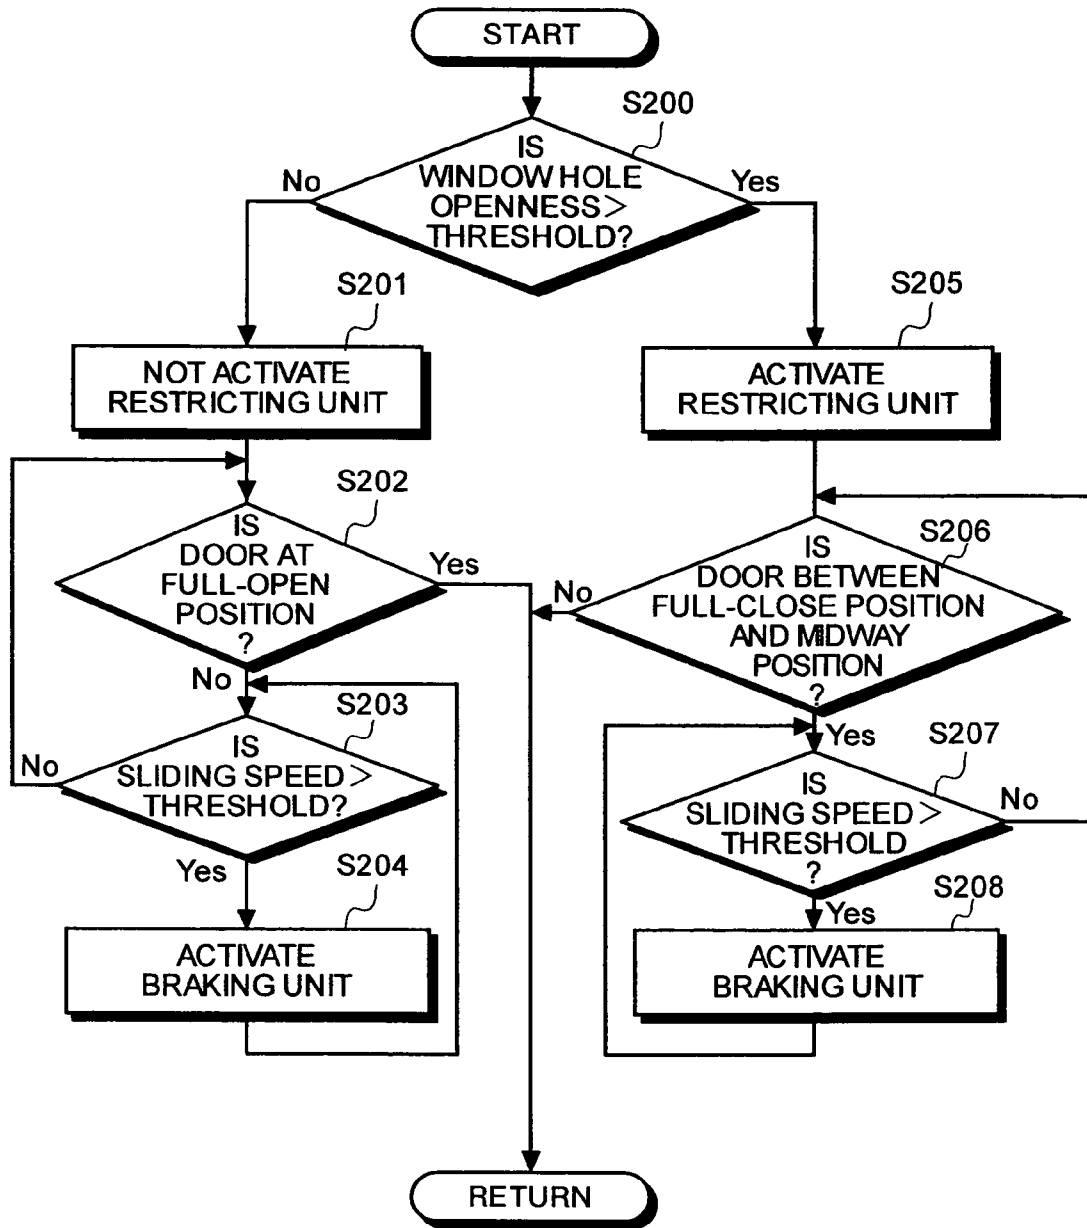 START
S200
IS
WINDOW HOLE
OPENNESS>
THRESHOLD?
No
Yes
S201
NOT ACTIVATE
RESTRICTING UNIT
S205
ACTIVATE
RESTRICTING UNIT
S202
IS
DOOR AT
FULL-OPEN
POSITION
?
Yes
No
S206
IS
DOOR BETWEEN
FULL-CLOSE POSITION
AND MIDWAY
POSITION
?
No
Yes
S203
IS
SLIDING SPEED>
THRESHOLD?
No
Yes
S207
IS
SLIDING SPEED>
THRESHOLD
?
No
Yes
S204
ACTIVATE
BRAKING UNIT
S208
ACTIVATE
BRAKING UNIT
RETURN